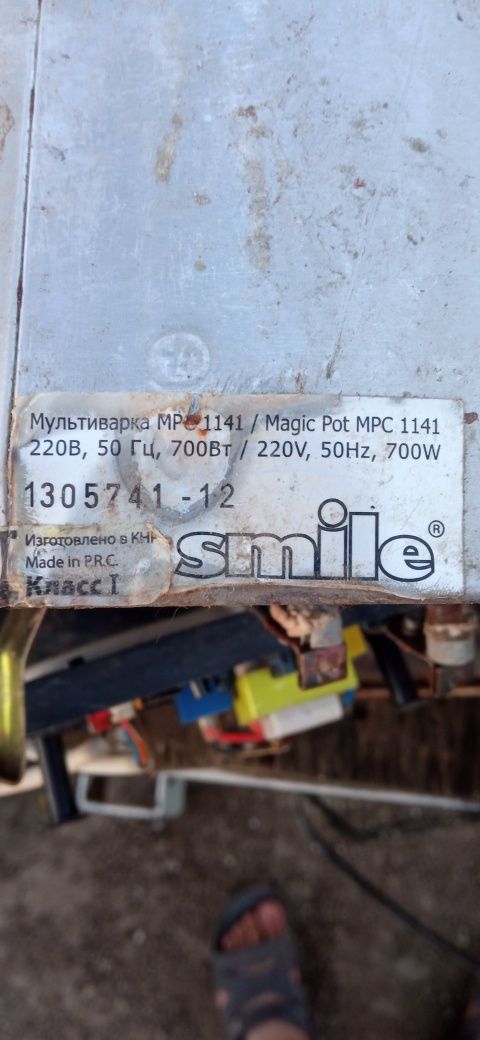 Мультиварка MPC 1141 / Magic Pot MPC 1141
220В, 50 Гц, 700Вт / 220V, 50Hz, 700W
1305741 -12
Изготовлено в КНР
Made in P.R.C.
Класс I
smile®